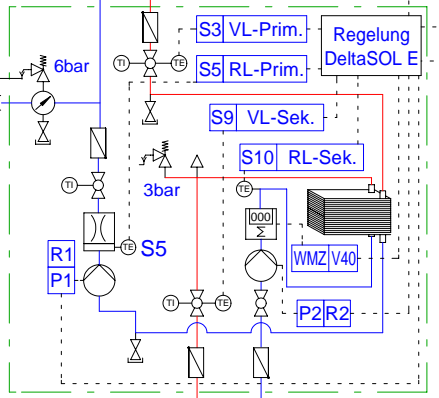 S3 VL-Prim.
Regelung
DeltaSOL E
6bar
TI
TE
S5 RL-Prim.
S9 VL-Sek.
S10 RL-Sek.
3bar
TI
TE
000
Σ
R1
TE
S5
WMZ V40
P1
TI
TE
P2 R2